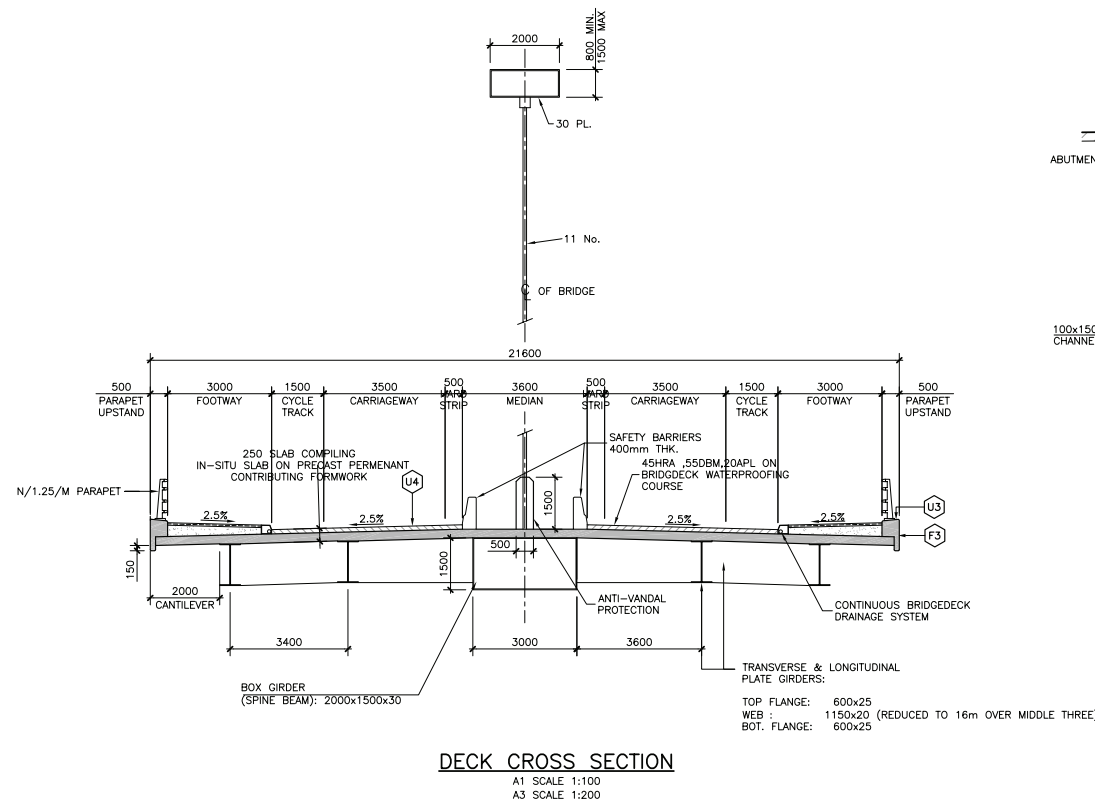 2000
800 MIN.
1500 MAX
30 PL.
ABUTMEN
11 No.
℄ OF BRIDGE
100x150
CHANNE
21600
500
PARAPET
UPSTAND
3000
FOOTWAY
1500
CYCLE
TRACK
3500
CARRIAGEWAY
500
HARD
STRIP
3600
MEDIAN
500
HARD
STRIP
3500
CARRIAGEWAY
1500
CYCLE
TRACK
3000
FOOTWAY
500
PARAPET
UPSTAND
250 SLAB COMPILING
IN-SITU SLAB ON PRECAST PERMENANT
CONTRIBUTING FORMWORK
SAFETY BARRIERS
400mm THK.
45HRA ,55DBM,20APL ON
BRIDGDECK WATERPROOFING
COURSE
U4
N/1.25/M PARAPET
1500
U3
2.5%
2.5%
2.5%
2.5%
F3
500
150
1500
2000
CANTILEVER
ANTI-VANDAL
PROTECTION
CONTINUOUS BRIDGEDECK
DRAINAGE SYSTEM
3400
3000
3600
BOX GIRDER
(SPINE BEAM): 2000x1500x30
TRANSVERSE & LONGITUDINAL
PLATE GIRDERS:
TOP FLANGE: 600x25
WEB : 1150x20 (REDUCED TO 16m OVER MIDDLE THREE
BOT. FLANGE: 600x25
DECK CROSS SECTION
A1 SCALE 1:100
A3 SCALE 1:200